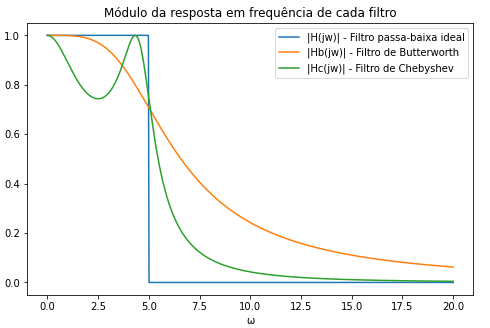 Módulo da resposta em frequência de cada filtro
|H(jw)| - Filtro passa-baixa ideal
|Hb(jw)| - Filtro de Butterworth
|Hc(jw)| - Filtro de Chebyshev
1.0
0.8
0.6
0.4
0.2
0.0
0.0 2.5 5.0 7.5 10.0 12.5 15.0 17.5 20.0
ω